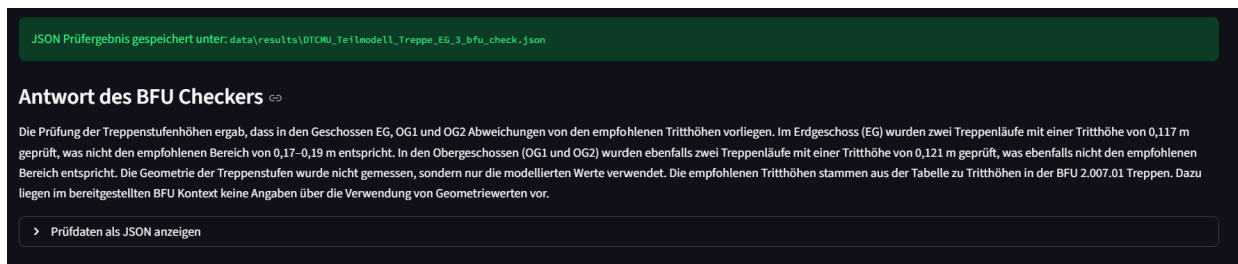 JSON Prüfergebnis gespeichert unter: data\results\DTCMU_Teilmodell_Treppe_EG_3_bfu_check.json
Antwort des BFU Checkers
Die Prüfung der Treppenstufenhöhen ergab, dass in den Geschossen EG, OG1 und OG2 Abweichungen von den empfohlenen Tritthöhen vorliegen. Im Erdgeschoss (EG) wurden zwei Treppenläufe mit einer Tritthöhe von 0,117 m
geprüft, was nicht den empfohlenen Bereich von 0,17–0,19 m entspricht. In den Obergeschossen (OG1 und OG2) wurden ebenfalls zwei Treppenläufe mit einer Tritthöhe von 0,121 m geprüft, was ebenfalls nicht den empfohlenen
Bereich entspricht. Die Geometrie der Treppenstufen wurde nicht gemessen, sondern nur die modellierten Werte verwendet. Die empfohlenen Tritthöhen stammen aus der Tabelle zu Tritthöhen in der BFU 2.007.01 Treppen. Dazu
liegen im bereitgestellten BFU Kontext keine Angaben über die Verwendung von Geometriewerten vor.
Prüfdaten als JSON anzeigen